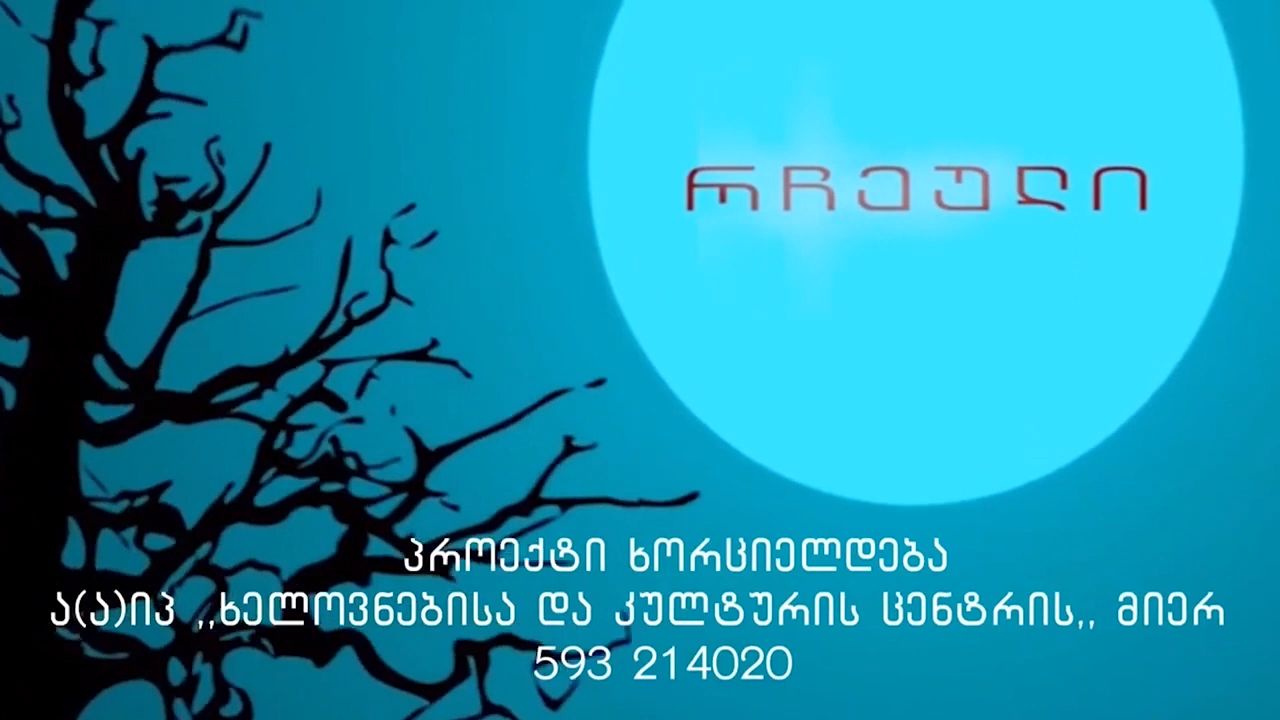 რჩეული
პროექტი ხორციელდება
ა(ა)იპ ,,ხელოვნებისა და კულტურის ცენტრის,, მიერ
593 214020